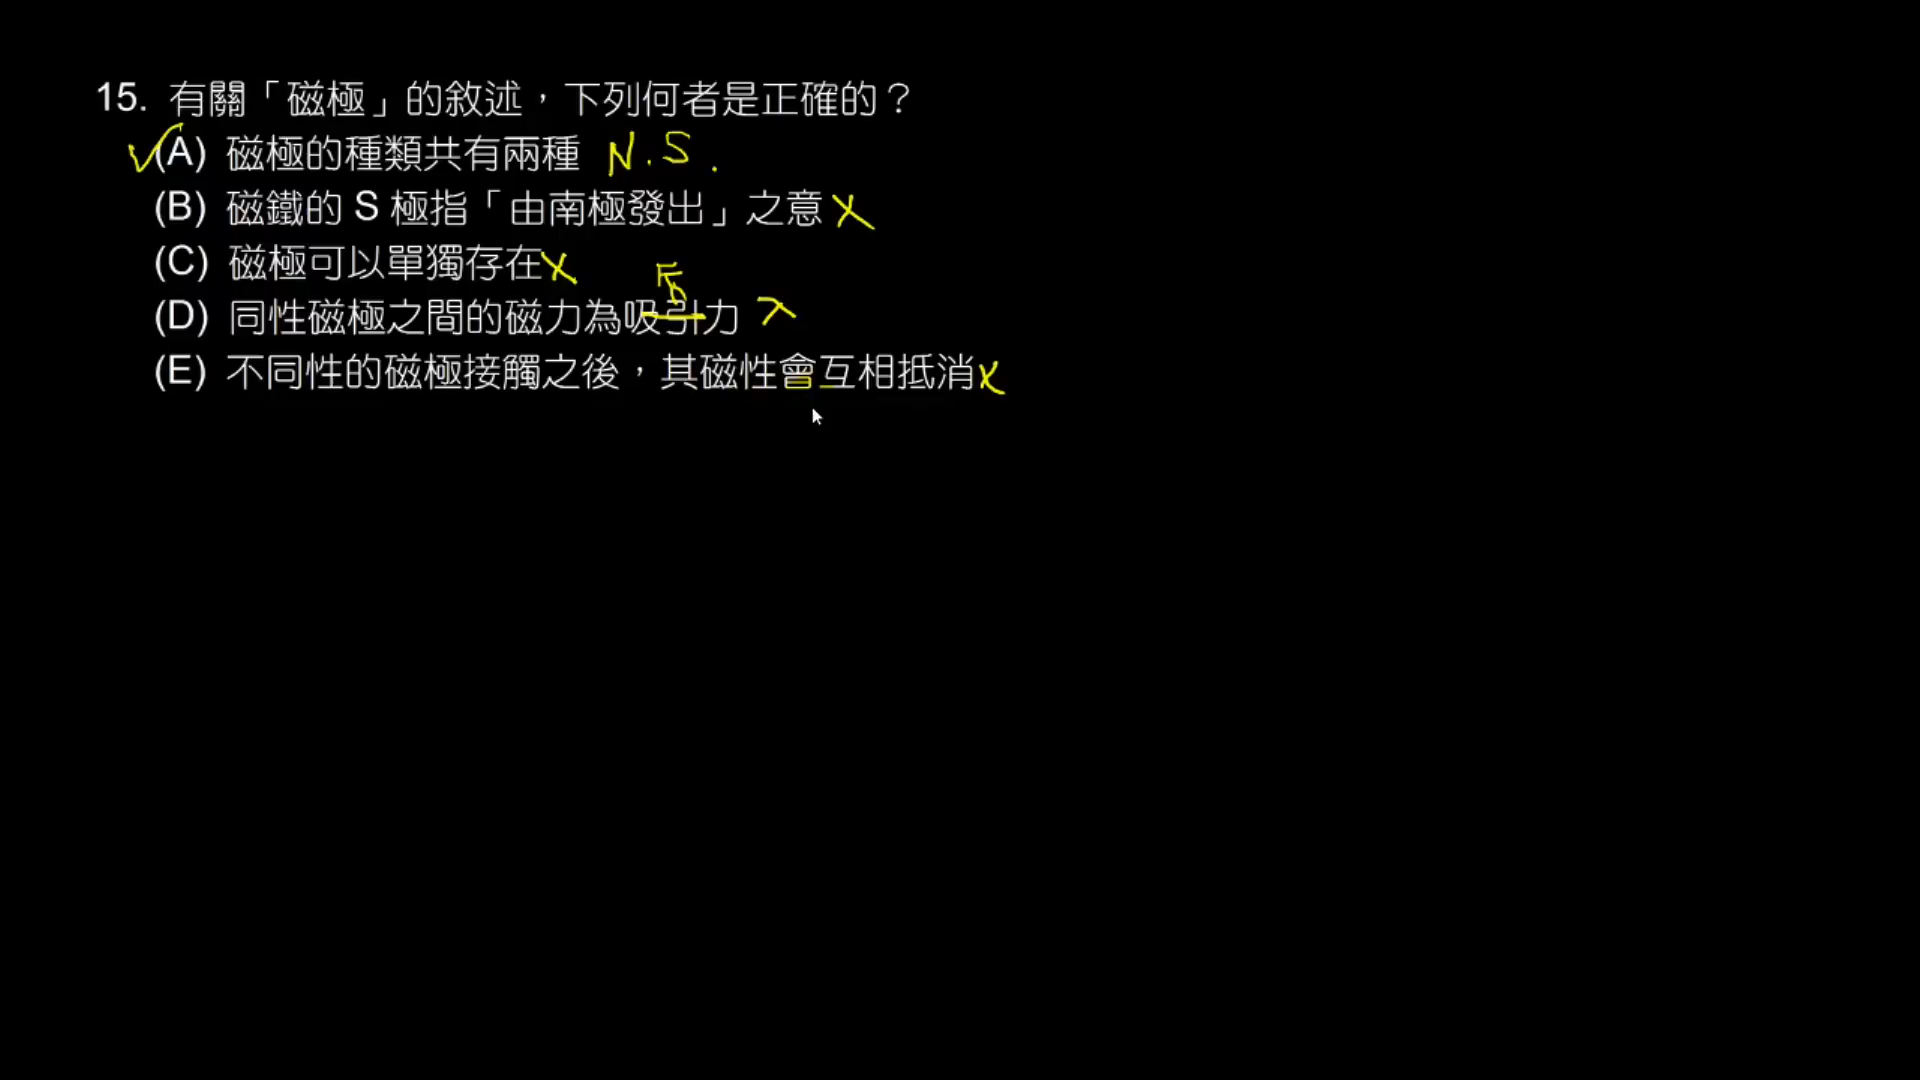 15. 有關「磁極」的敘述，下列何者是正確的？
(A) 磁極的種類共有兩種 N.S.
(B) 磁鐵的 S 極指「由南極發出」之意 X
(C) 磁極可以單獨存在 X
(D) 同性磁極之間的磁力為吸引力
(E) 不同性的磁極接觸之後，其磁性會互相抵消 X